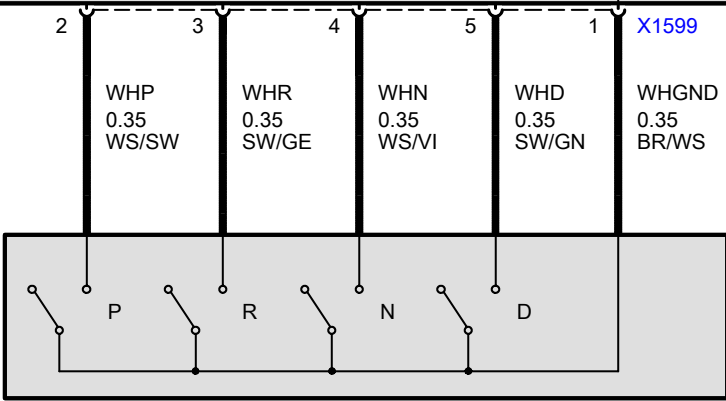 2 3 4 5 1 X1599
WHP WHR WHN WHD WHGND
0.35 0.35 0.35 0.35 0.35
WS/SW SW/GE WS/VI SW/GN BR/WS
P R N D